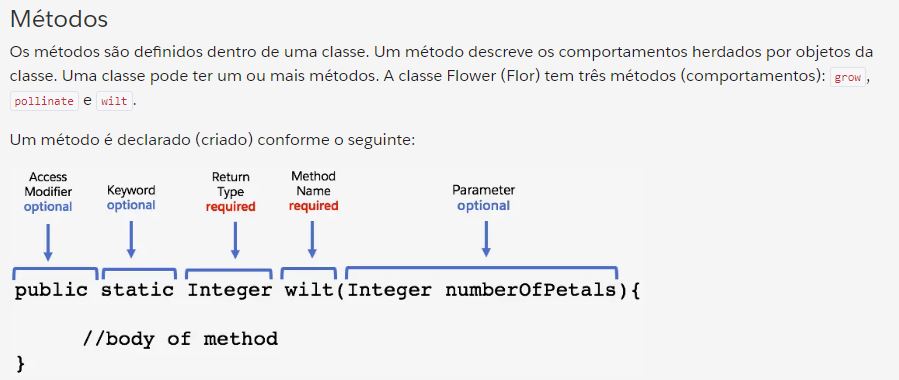 Métodos
Os métodos são definidos dentro de uma classe. Um método descreve os comportamentos herdados por objetos da
classe. Uma classe pode ter um ou mais métodos. A classe Flower (Flor) tem três métodos (comportamentos): grow ,
pollinate e wilt .
Um método é declarado (criado) conforme o seguinte:
Access Modifier optional
Keyword optional
Return Type required
Method Name required
Parameter optional
public static Integer wilt(Integer numberOfPetals){
//body of method
}